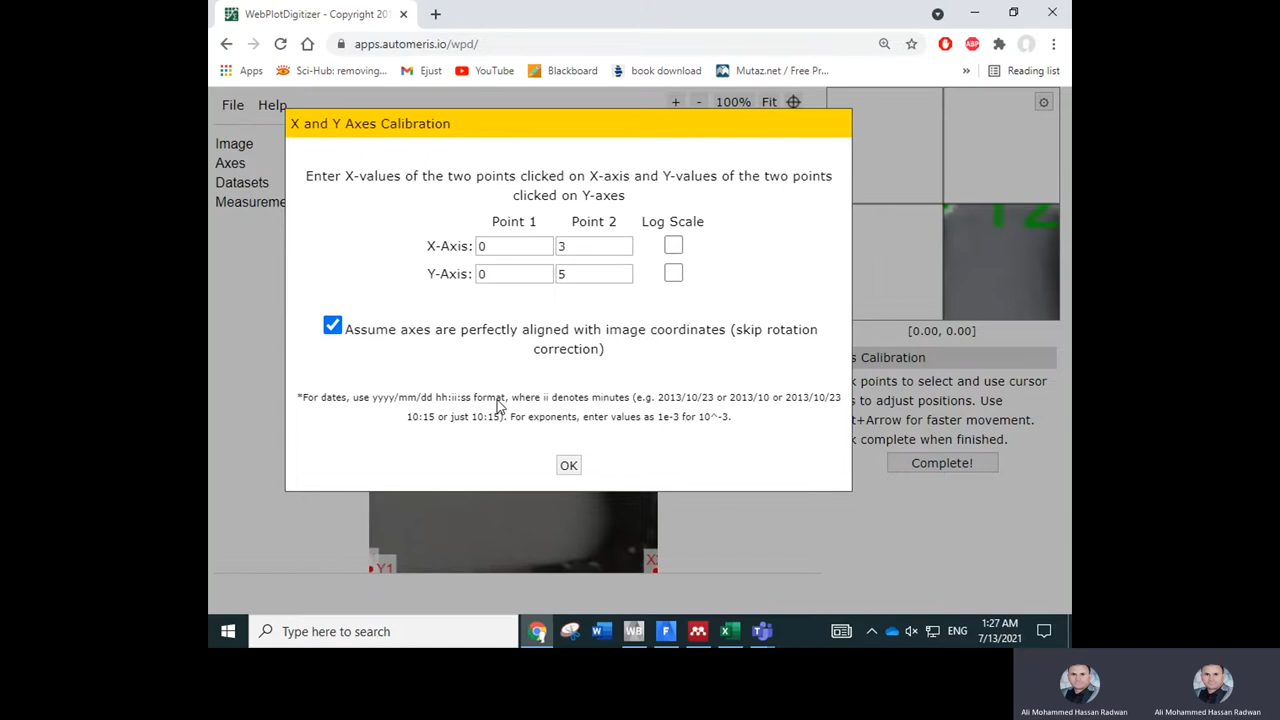 WebPlotDigitizer - Copyright 201
apps.automeris.io/wpd/
Apps
Sci-Hub: removing...
Ejust
YouTube
Blackboard
book download
Mutaz.net / Free Pr...
»
Reading list
File
Help
+
-
100%
Fit
Image
Axes
Datasets
Measureme
X and Y Axes Calibration
Enter X-values of the two points clicked on X-axis and Y-values of the two points
clicked on Y-axes
Point 1 Point 2 Log Scale
X-Axis: 0 3
Y-Axis: 0 5
Assume axes are perfectly aligned with image coordinates (skip rotation
correction)
*For dates, use yyyy/mm/dd hh:ii:ss format, where ii denotes minutes (e.g. 2013/10/23 or 2013/10 or 2013/10/23
10:15 or just 10:15). For exponents, enter values as 1e-3 for 10^-3.
OK
[0.00, 0.00]
s Calibration
k points to select and use cursor
s to adjust positions. Use
t+Arrow for faster movement.
k complete when finished.
Complete!
Y1
Type here to search
ENG
1:27 AM
7/13/2021
Ali Mohammed Hassan Radwan
Ali Mohammed Hassan Radwan